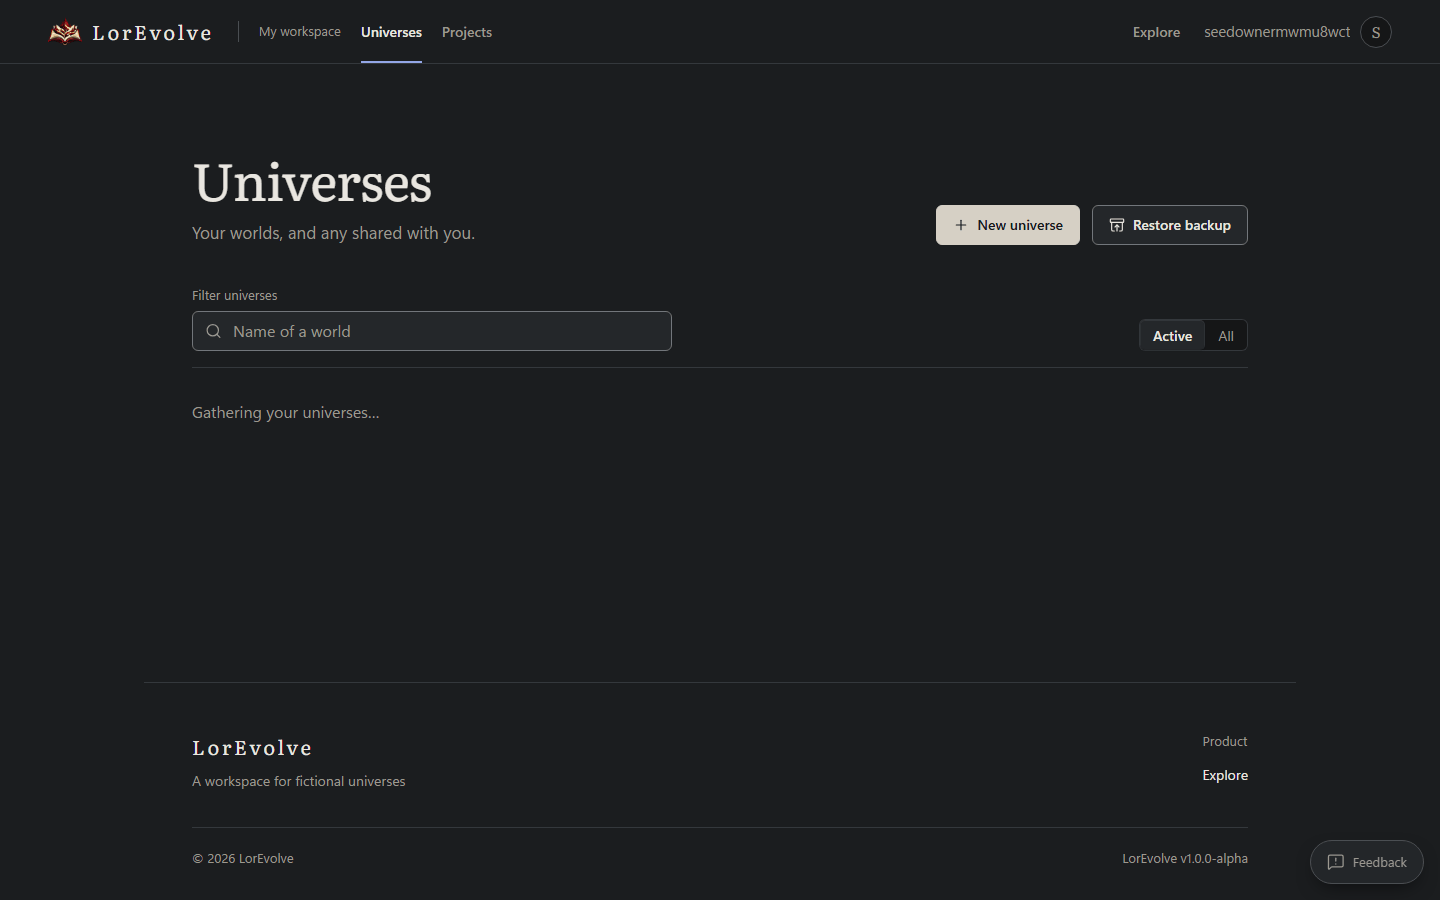 LorEvolve
My workspace
Universes
Projects
Explore
seedownermwmu8wct
S
Universes
Your worlds, and any shared with you.
New universe
Restore backup
Filter universes
Name of a world
Active
All
Gathering your universes...
LorEvolve
A workspace for fictional universes
Product
Explore
© 2026 LorEvolve
LorEvolve v1.0.0-alpha
Feedback